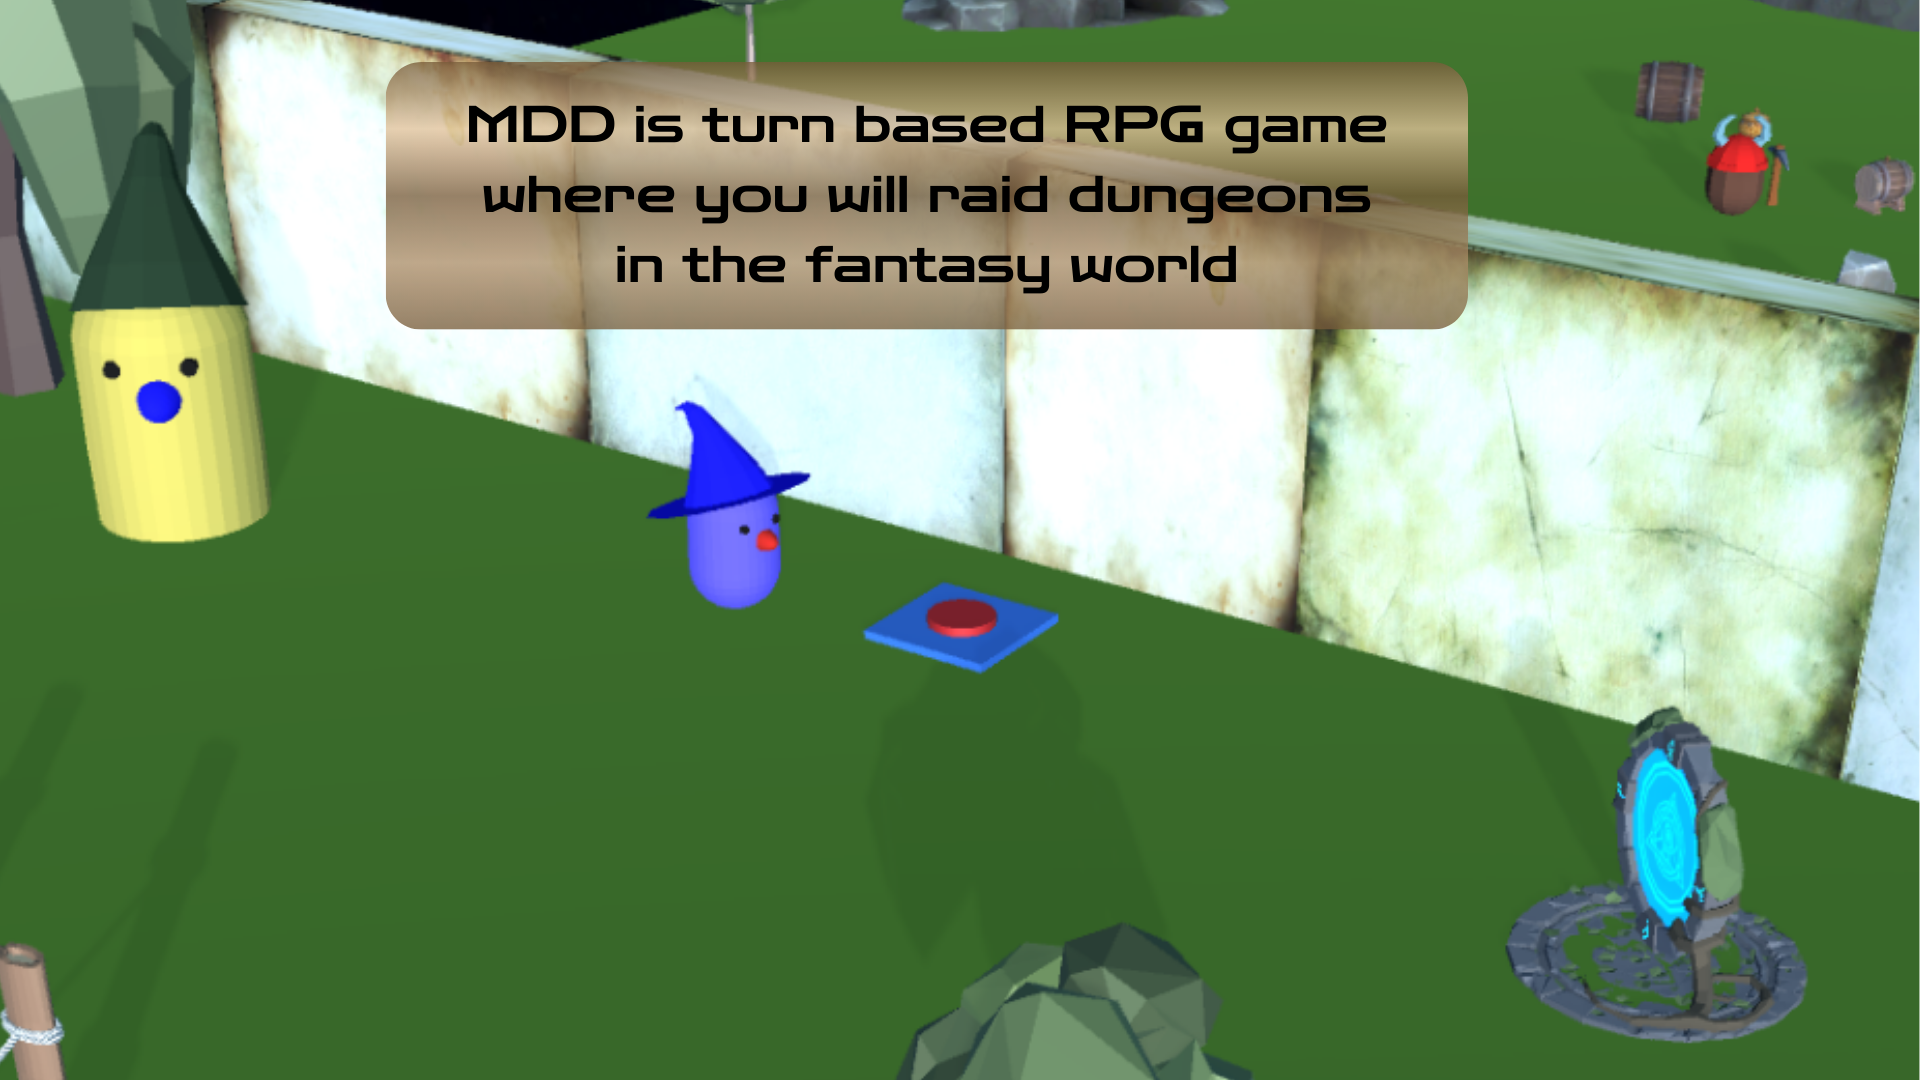 MDD is turn based RPG game
where you will raid dungeons
in the fantasy world